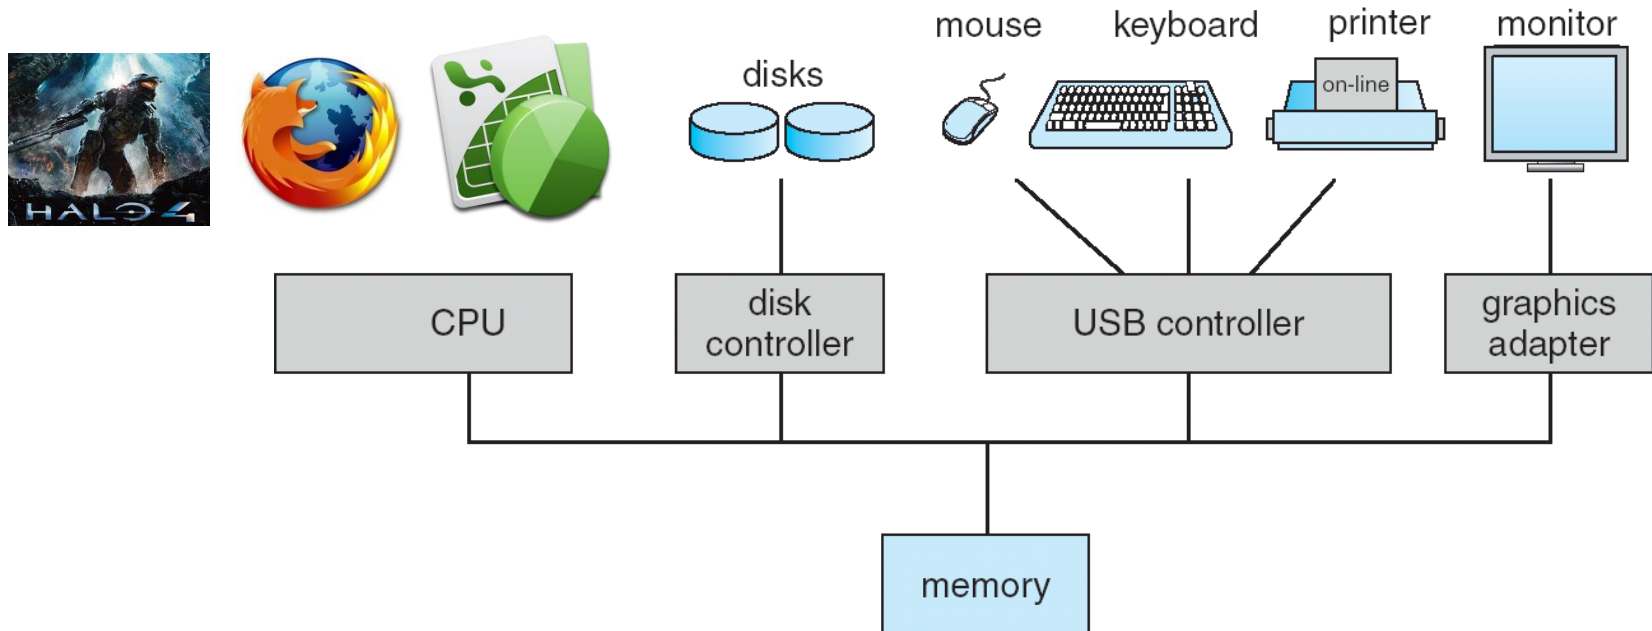 mouse
keyboard
printer
monitor
disks
on-line
HALO 4
CPU
disk
controller
USB controller
graphics
adapter
memory